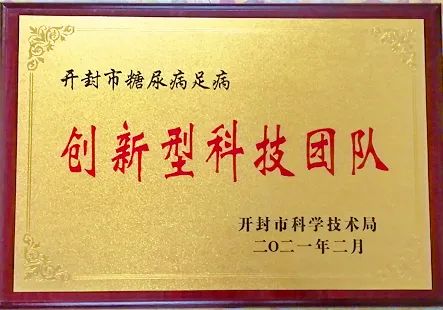 开封市糖尿病足病
创新型科技团队
开封市科学技术局
二〇二一年二月